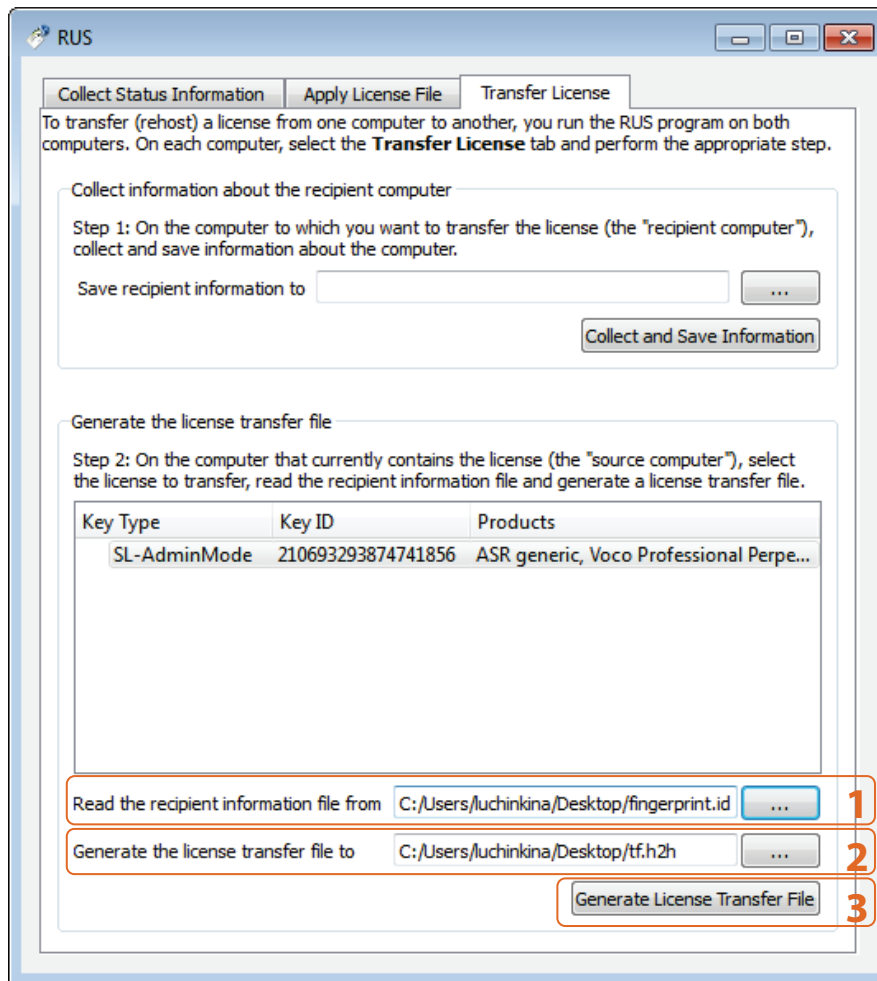 RUS
Collect Status Information
Apply License File
Transfer License
To transfer (rehost) a license from one computer to another, you run the RUS program on both
computers. On each computer, select the Transfer License tab and perform the appropriate step.
Collect information about the recipient computer
Step 1: On the computer to which you want to transfer the license (the "recipient computer"),
collect and save information about the computer.
Save recipient information to
...
Collect and Save Information
Generate the license transfer file
Step 2: On the computer that currently contains the license (the "source computer"), select
the license to transfer, read the recipient information file and generate a license transfer file.
Key Type Key ID Products
SL-AdminMode 210693293874741856 ASR generic, Voco Professional Perpe...
Read the recipient information file from C:/Users/luchinkina/Desktop/fingerprint.id ... 1
Generate the license transfer file to C:/Users/luchinkina/Desktop/tf.h2h ... 2
Generate License Transfer File 3